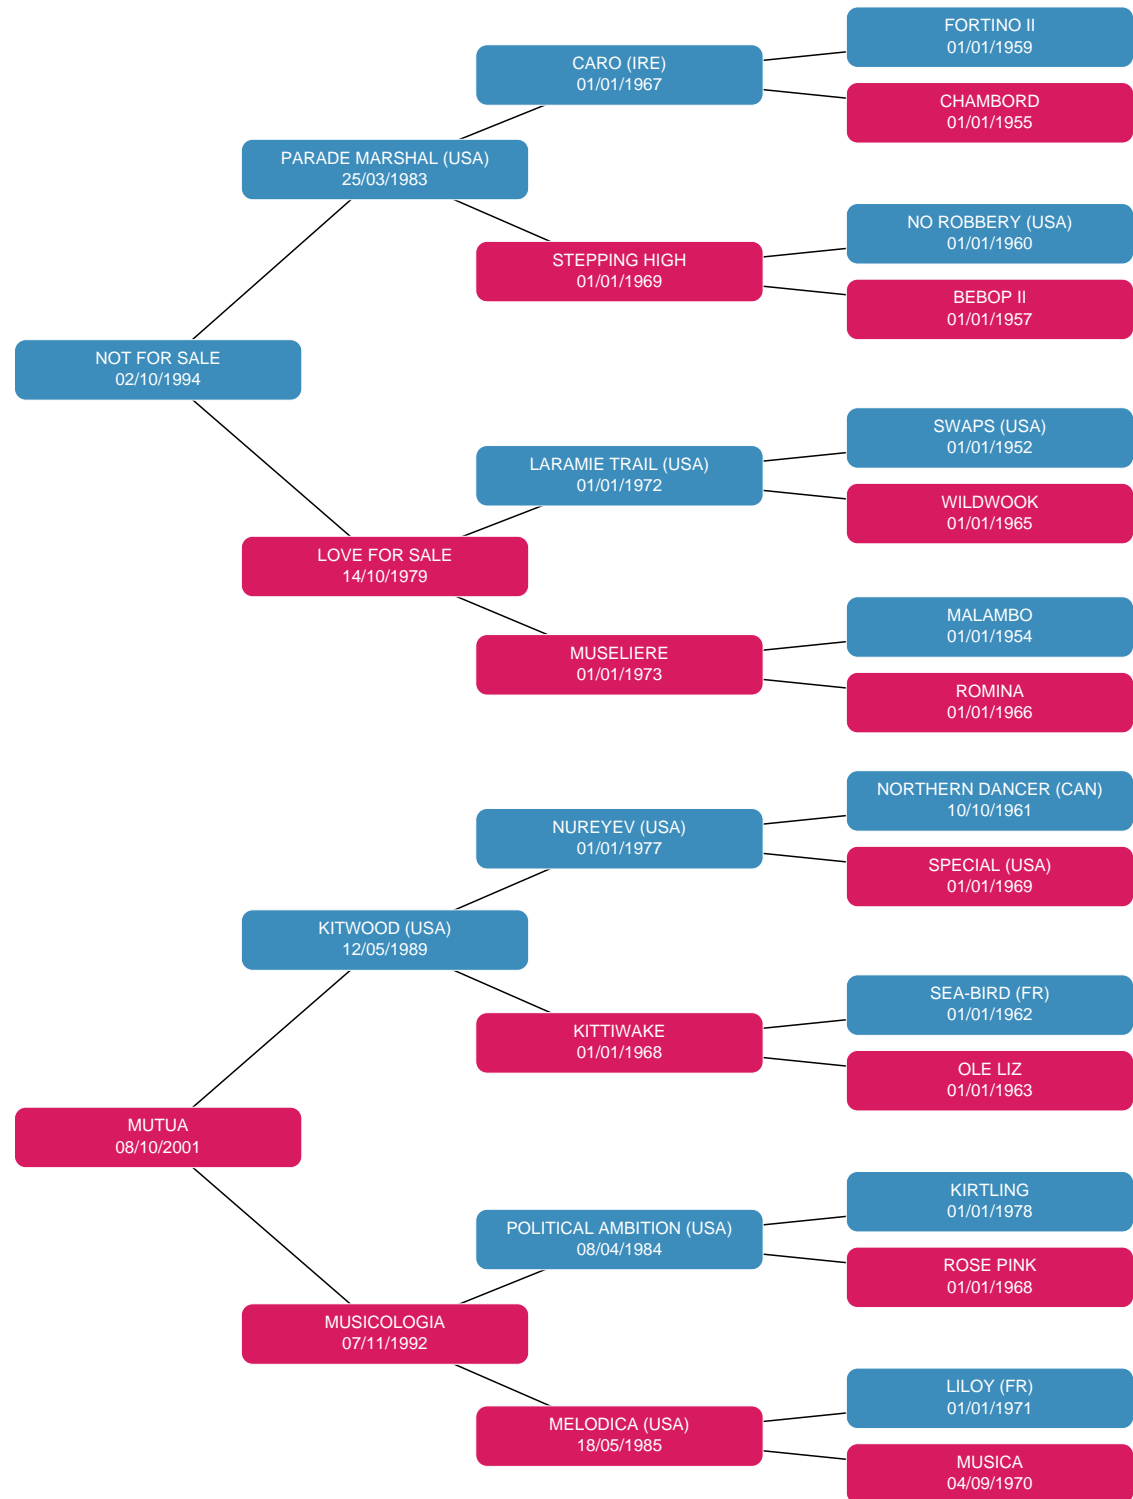 FORTINO II
01/01/1959
CARO (IRE)
01/01/1967
CHAMBORD
01/01/1955
PARADE MARSHAL (USA)
25/03/1983
NO ROBBERY (USA)
01/01/1960
STEPPING HIGH
01/01/1969
BEBOP II
01/01/1957
NOT FOR SALE
02/10/1994
SWAPS (USA)
01/01/1952
LARAMIE TRAIL (USA)
01/01/1972
WILDWOOK
01/01/1965
LOVE FOR SALE
14/10/1979
MALAMBO
01/01/1954
MUSELIERE
01/01/1973
ROMINA
01/01/1966
NORTHERN DANCER (CAN)
10/10/1961
NUREYEV (USA)
01/01/1977
SPECIAL (USA)
01/01/1969
KITWOOD (USA)
12/05/1989
SEA-BIRD (FR)
01/01/1962
KITTIWAKE
01/01/1968
OLE LIZ
01/01/1963
MUTUA
08/10/2001
KIRTLING
01/01/1978
POLITICAL AMBITION (USA)
08/04/1984
ROSE PINK
01/01/1968
MUSICOLOGIA
07/11/1992
LILOY (FR)
01/01/1971
MELODICA (USA)
18/05/1985
MUSICA
04/09/1970